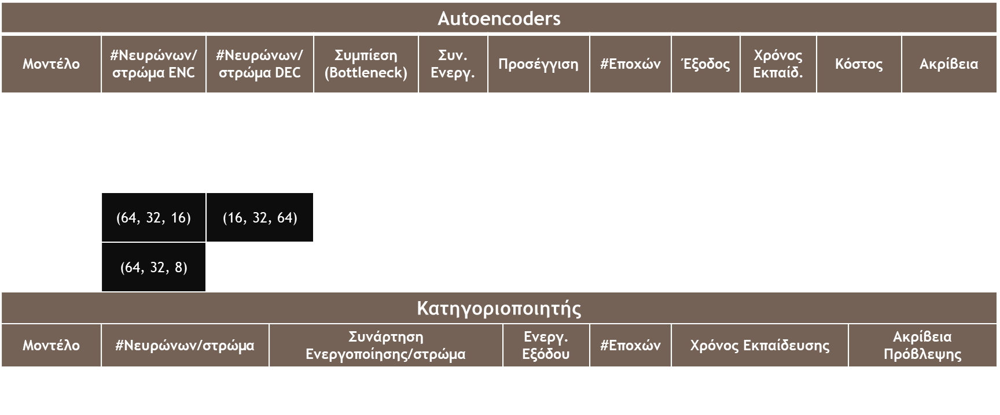 Autoencoders
Μοντέλο
#Νευρώνων/
στρώμα ENC
#Νευρώνων/
στρώμα DEC
Συμπίεση
(Bottleneck)
Συν.
Ενεργ.
Προσέγγιση
#Εποχών
Έξοδος
Χρόνος
Εκπαίδ.
Κόστος
Ακρίβεια
(64, 32, 16)
(16, 32, 64)
(64, 32, 8)
Κατηγοριοποιητής
Μοντέλο
#Νευρώνων/στρώμα
Συνάρτηση
Ενεργοποίησης/στρώμα
Ενεργ.
Εξόδου
#Εποχών
Χρόνος Εκπαίδευσης
Ακρίβεια
Πρόβλεψης